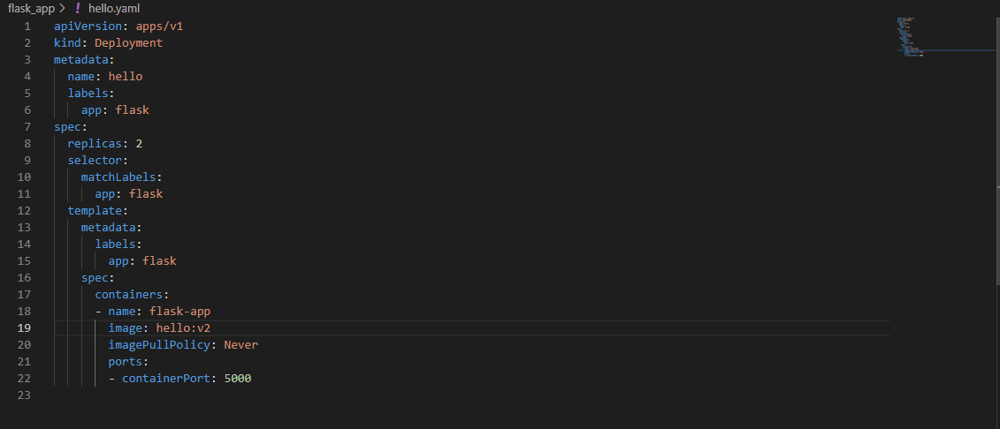 flask_app > ! hello.yaml
1 apiVersion: apps/v1
2 kind: Deployment
3 metadata:
4   name: hello
5   labels:
6     app: flask
7 spec:
8   replicas: 2
9   selector:
10     matchLabels:
11       app: flask
12   template:
13     metadata:
14       labels:
15         app: flask
16     spec:
17       containers:
18       - name: flask-app
19         image: hello:v2
20         imagePullPolicy: Never
21         ports:
22         - containerPort: 5000
23